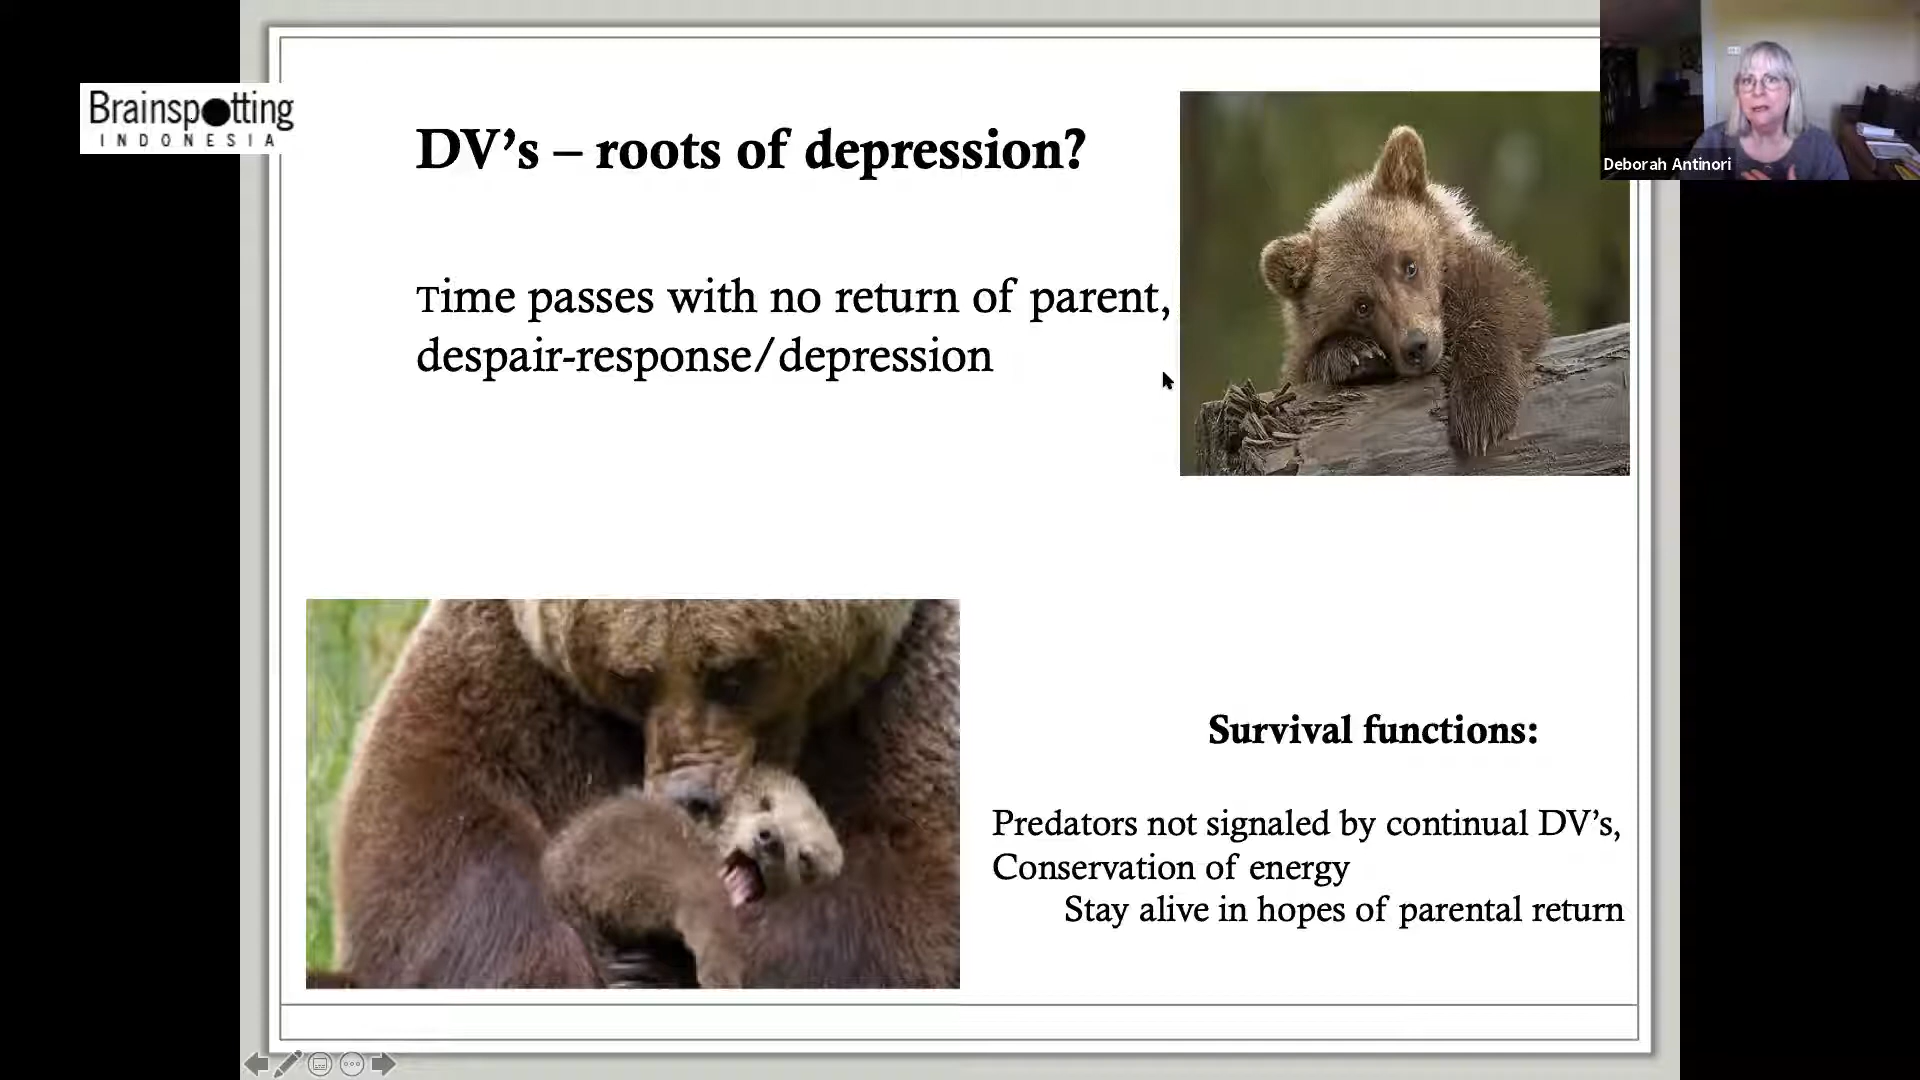 Brainspotting
INDONESIA
DV's – roots of depression?
Deborah Antinori
Time passes with no return of parent,
despair-response/depression
Survival functions:
Predators not signaled by continual DV's,
Conservation of energy
Stay alive in hopes of parental return